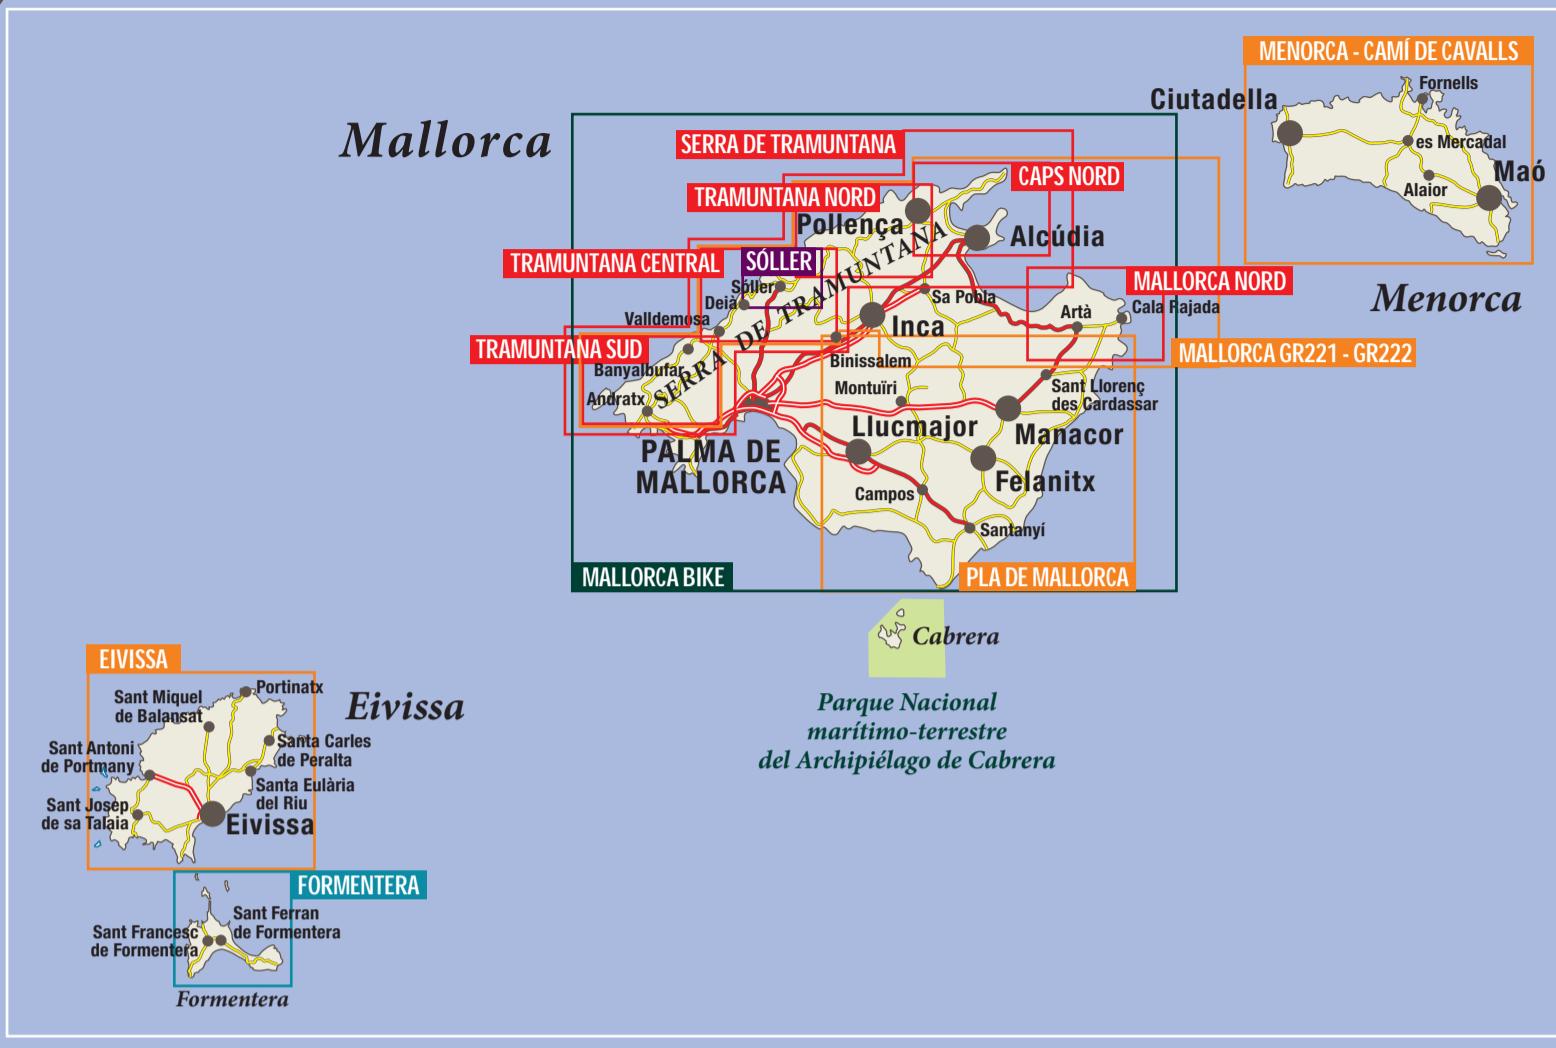 MENORCA - CAMÍ DE CAVALLS
Fornells
Ciutadella
es Mercadal
Maó
Alaior
Menorca
Mallorca
SERRA DE TRAMUNTANA
CAPS NORD
TRAMUNTANA NORD
Pollença
Alcúdia
TRAMUNTANA CENTRAL
SÓLLER
SERRA DE TRAMUNTANA
MALLORCA NORD
Sóller
Deià
Sa Pobla
Artà
Cala Rajada
Valldemosa
Inca
TRAMUNTANA SUD
MALLORCA GR221 - GR222
Banyalbufar
Binissalem
Montuïri
Sant Llorenç
des Cardassar
Andratx
Llucmajor
Manacor
PALMA DE
MALLORCA
Felanitx
Campos
Santanyí
MALLORCA BIKE
PLA DE MALLORCA
Cabrera
Parque Nacional
marítimo-terrestre
del Archipiélago de Cabrera
EIVISSA
Portinatx
Sant Miquel
de Balansat
Eivissa
Sant Antoni
de Portmany
Santa Carles
de Peralta
Santa Eulària
del Riu
Sant Josep
de sa Talaia
Eivissa
FORMENTERA
Sant Ferran
de Formentera
Sant Francesc
de Formentera
Formentera